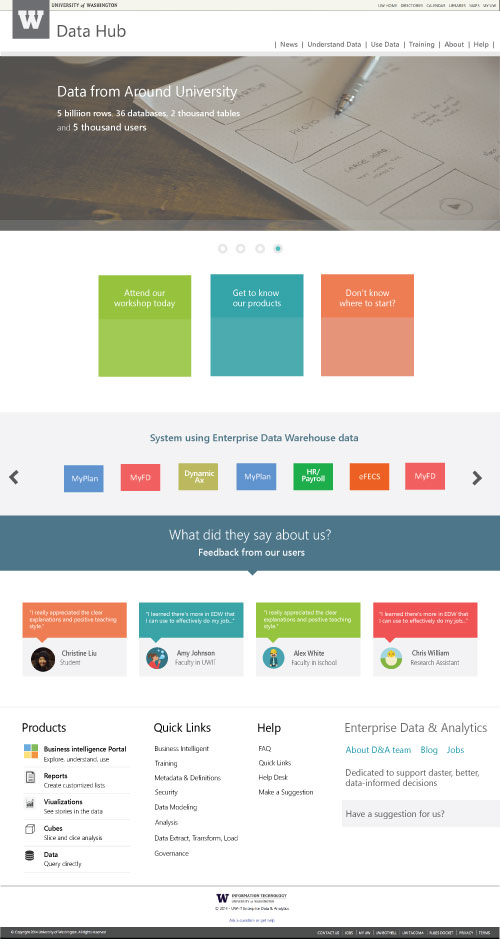 W
UNIVERSITY of WASHINGTON
UW HOME DIRECTORIES CALENDAR LIBRARIES MAPS MY UW
Data Hub
| News | Understand Data | Use Data | Training | About | Help |
Data from Around University
5 billiion rows, 36 databases, 2 thousand tables
and 5 thousand users
PHOTO
Attend our
workshop today
Get to know
our products
Don't know
where to start?
System using Enterprise Data Warehouse data
MyPlan
MyFD
Dynamic
Ax
MyPlan
HR/
Payroll
eFECS
MyFD
What did they say about us?
Feedback from our users
"I really appreciated the clear
explanations and positive teaching
style."
Christine Liu
Student
"I learned there's more in EDW that
I can use to effectively do my job..."
Amy Johnson
Faculty in UWIT
"I really appreciated the clear
explanations and positive teaching
style."
Alex White
Faculty in ischool
"I learned there's more in EDW that
I can use to effectively do my job..."
Chris William
Research Assistant
Products
Business intelligence Portal
Explore, understand, use
Reports
Create customized lists
Viualizations
See stories in the data
Cubes
Slice and dice analysis
Data
Query directly
Quick Links
Business Intelligent
Training
Metadata & Definitions
Security
Data Modeling
Analysis
Data Extract, Transform, Load
Governance
Help
FAQ
Quick Links
Help Desk
Make a Suggestion
Enterprise Data & Analytics
About D&A team Blog Jobs
Dedicated to support daster, better,
data-informed decisions
Have a suggestion for us?
W INFORMATION TECHNOLOGY
UNIVERSITY of WASHINGTON
© 2014 - UW-IT Enterprise Data & Analytics
Ask a question or get help.
© Copyright 2014 University of Washington. All rights reserved
CONTACT US | JOBS | MY UW | UW BOTHELL | UW TACOMA | RULES DOCKET | PRIVACY | TERMS